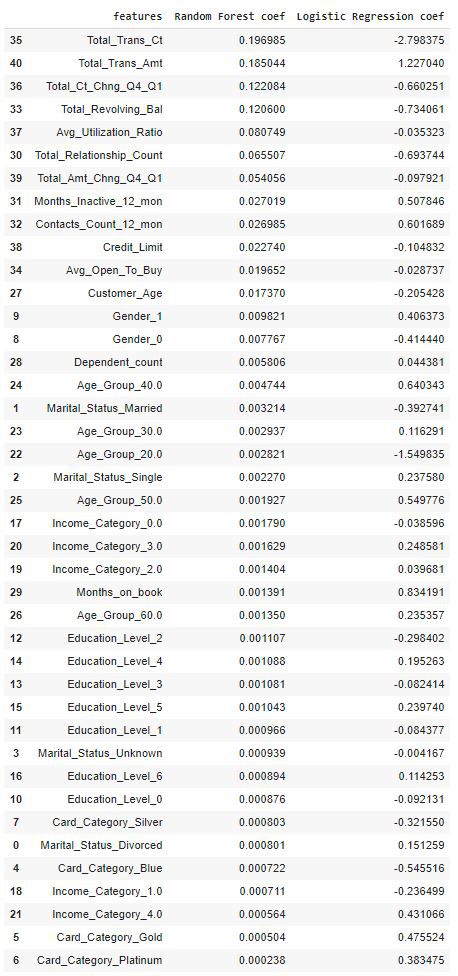 features Random Forest coef Logistic Regression coef
35 Total_Trans_Ct 0.196985 -2.798375
40 Total_Trans_Amt 0.185044 1.227040
36 Total_Ct_Chng_Q4_Q1 0.122084 -0.660251
33 Total_Revolving_Bal 0.120600 -0.734061
37 Avg_Utilization_Ratio 0.080749 -0.035323
30 Total_Relationship_Count 0.065507 -0.693744
39 Total_Amt_Chng_Q4_Q1 0.054056 -0.097921
31 Months_Inactive_12_mon 0.027019 0.507846
32 Contacts_Count_12_mon 0.026985 0.601689
38 Credit_Limit 0.022740 -0.104832
34 Avg_Open_To_Buy 0.019652 -0.028737
27 Customer_Age 0.017370 -0.205428
9 Gender_1 0.009821 0.406373
8 Gender_0 0.007767 -0.414440
28 Dependent_count 0.005806 0.044381
24 Age_Group_40.0 0.004744 0.640343
1 Marital_Status_Married 0.003214 -0.392741
23 Age_Group_30.0 0.002937 0.116291
22 Age_Group_20.0 0.002821 -1.549835
2 Marital_Status_Single 0.002270 0.237580
25 Age_Group_50.0 0.001927 0.549776
17 Income_Category_0.0 0.001790 -0.038596
20 Income_Category_3.0 0.001629 0.248581
19 Income_Category_2.0 0.001404 0.039681
29 Months_on_book 0.001391 0.834191
26 Age_Group_60.0 0.001350 0.235357
12 Education_Level_2 0.001107 -0.298402
14 Education_Level_4 0.001088 0.195263
13 Education_Level_3 0.001081 -0.082414
15 Education_Level_5 0.001043 0.239740
11 Education_Level_1 0.000966 -0.084377
3 Marital_Status_Unknown 0.000939 -0.004167
16 Education_Level_6 0.000894 0.114253
10 Education_Level_0 0.000876 -0.092131
7 Card_Category_Silver 0.000803 -0.321550
0 Marital_Status_Divorced 0.000801 0.151259
4 Card_Category_Blue 0.000722 -0.545516
18 Income_Category_1.0 0.000711 -0.236499
21 Income_Category_4.0 0.000564 0.431066
5 Card_Category_Gold 0.000504 0.475524
6 Card_Category_Platinum 0.000238 0.383475